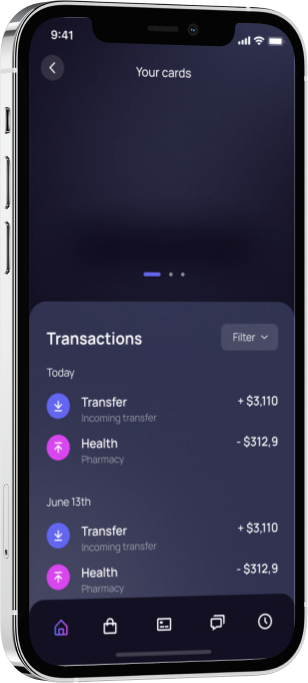 9:41
Your cards
Transactions
Filter
Today
Transfer + $3,110
Incoming transfer
Health - $312,9
Pharmacy
June 13th
Transfer + $3,110
Incoming transfer
Health - $312,9
Pharmacy